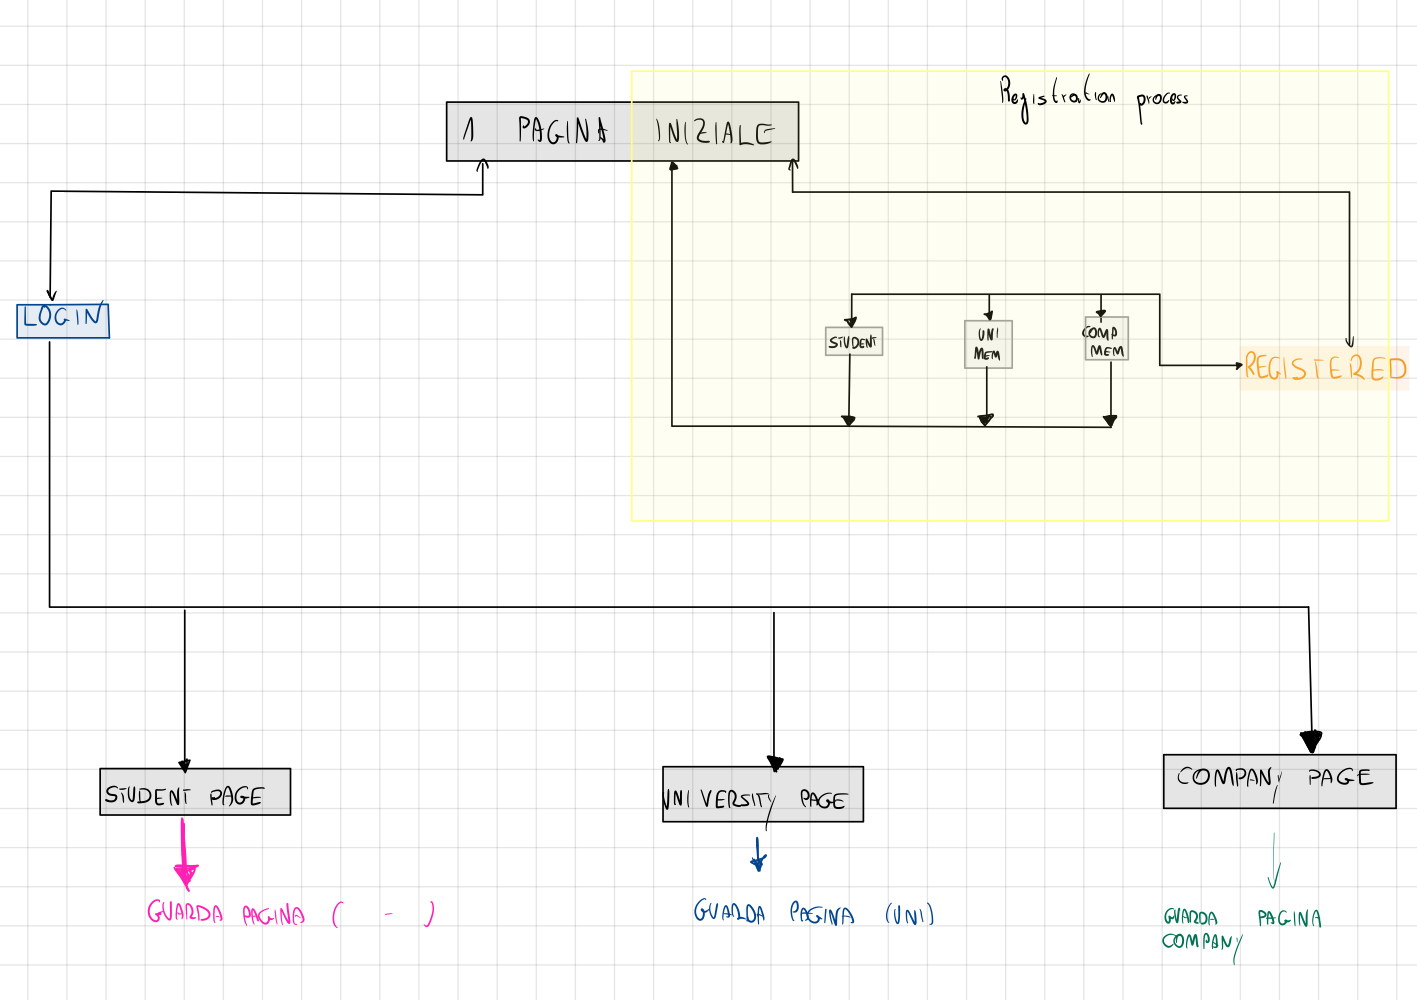 Registration process
1 PAGINA INIZIALE
LOGIN
STUDENT
UNI
MEM
COMP
MEM
REGISTERED
STUDENT PAGE
UNIVERSITY PAGE
COMPANY PAGE
GUARDA PAGINA ( - )
GUARDA PAGINA (UNI)
GUARDA PAGINA
COMPANY